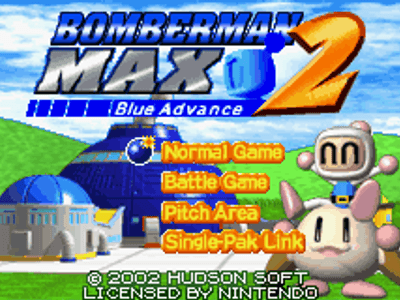 BOMBERMAN
MAX 2
Blue Advance
Normal Game
Battle Game
Pitch Area
Single-Pak Link
© 2002 HUDSON SOFT
LICENSED BY NINTENDO